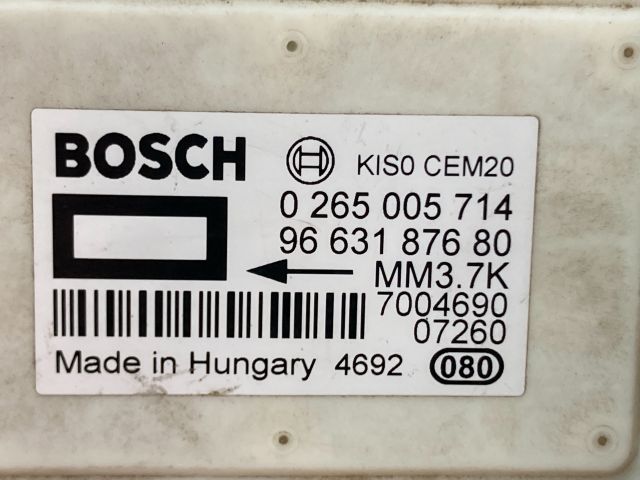 BOSCH KIS0 CEM20
0 265 005 714
96 631 876 80
MM3.7K
7004690
07260
Made in Hungary 4692 080